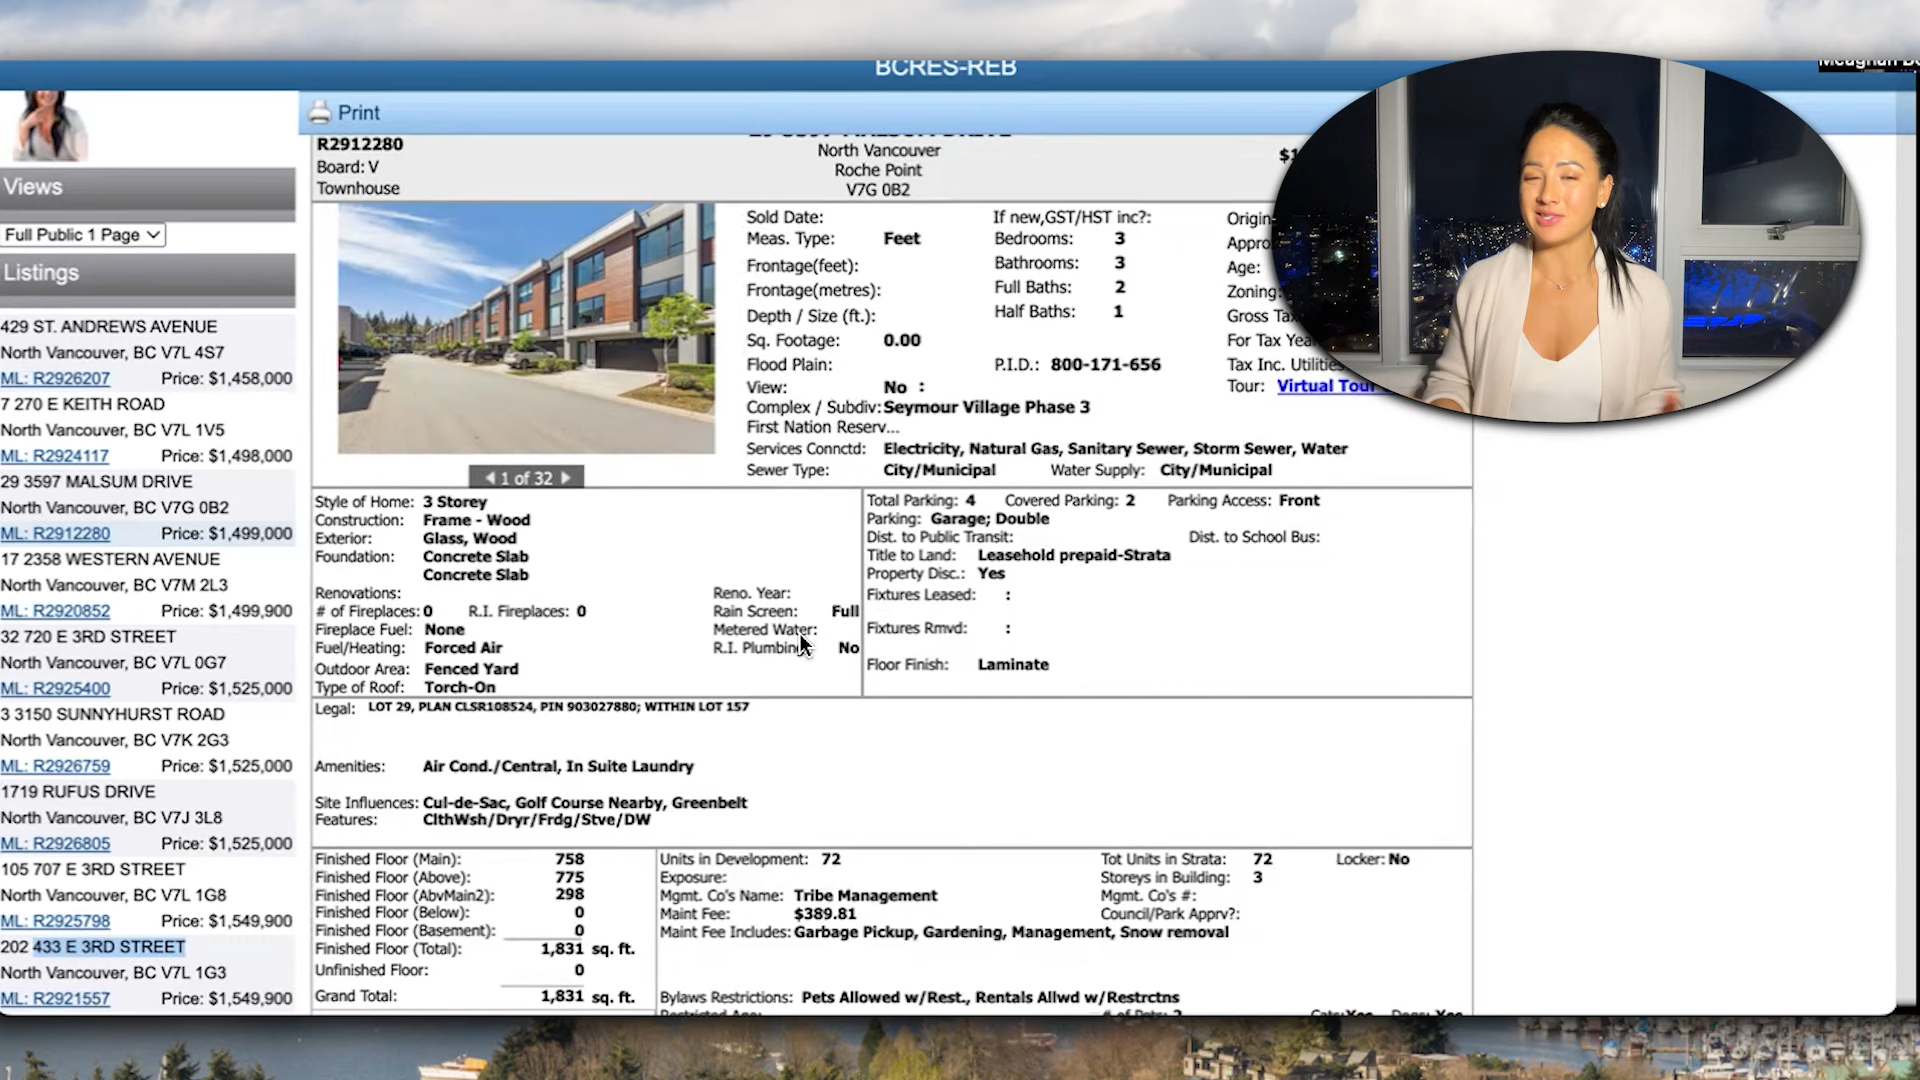 BCRES-REB
Print
Views
Full Public 1 Page
Listings
429 ST. ANDREWS AVENUE
North Vancouver, BC V7L 4S7
ML: R2926207 Price: $1,458,000
7 270 E KEITH ROAD
North Vancouver, BC V7L 1V5
ML: R2924117 Price: $1,498,000
29 3597 MALSUM DRIVE
North Vancouver, BC V7G 0B2
ML: R2912280 Price: $1,499,000
17 2358 WESTERN AVENUE
North Vancouver, BC V7M 2L3
ML: R2920852 Price: $1,499,900
32 720 E 3RD STREET
North Vancouver, BC V7L 0G7
ML: R2925400 Price: $1,525,000
3 3150 SUNNYHURST ROAD
North Vancouver, BC V7K 2G3
ML: R2926759 Price: $1,525,000
1719 RUFUS DRIVE
North Vancouver, BC V7J 3L8
ML: R2926805 Price: $1,525,000
105 707 E 3RD STREET
North Vancouver, BC V7L 1G8
ML: R2925798 Price: $1,549,900
202 433 E 3RD STREET
North Vancouver, BC V7L 1G3
ML: R2921557 Price: $1,549,900
R2912280
Board: V
Townhouse
North Vancouver
Roche Point
V7G 0B2
1 of 32
Sold Date: If new,GST/HST inc?:
Meas. Type: Feet Bedrooms: 3
Frontage(feet): Bathrooms: 3
Frontage(metres): Full Baths: 2
Depth / Size (ft.): Half Baths: 1
Sq. Footage: 0.00
Flood Plain: P.I.D.: 800-171-656
View: No :
Complex / Subdiv: Seymour Village Phase 3
First Nation Reserv...
Services Connctd: Electricity, Natural Gas, Sanitary Sewer, Storm Sewer, Water
Sewer Type: City/Municipal Water Supply: City/Municipal
Age:
Zoning:
Gross
For Tax
Tax Inc. Utilities
Tour: Virtual Tour
Style of Home: 3 Storey
Construction: Frame - Wood
Exterior: Glass, Wood
Foundation: Concrete Slab
Concrete Slab
Renovations: Reno. Year:
# of Fireplaces: 0 R.I. Fireplaces: 0 Rain Screen: Full
Fireplace Fuel: None Metered Water:
Fuel/Heating: Forced Air R.I. Plumbing: No
Outdoor Area: Fenced Yard
Type of Roof: Torch-On
Total Parking: 4 Covered Parking: 2 Parking Access: Front
Parking: Garage; Double
Dist. to Public Transit: Dist. to School Bus:
Title to Land: Leasehold prepaid-Strata
Property Disc.: Yes
Fixtures Leased: :
Fixtures Rmvd: :
Floor Finish: Laminate
Legal: LOT 29, PLAN CLSR108524, PIN 903027880; WITHIN LOT 157
Amenities: Air Cond./Central, In Suite Laundry
Site Influences: Cul-de-Sac, Golf Course Nearby, Greenbelt
Features: ClthWsh/Dryr/Frdg/Stve/DW
Finished Floor (Main): 758
Finished Floor (Above): 775
Finished Floor (AbvMain2): 298
Finished Floor (Below): 0
Finished Floor (Basement): 0
Finished Floor (Total): 1,831 sq. ft.
Unfinished Floor: 0
Grand Total: 1,831 sq. ft.
Units in Development: 72 Tot Units in Strata: 72 Locker: No
Exposure: Storeys in Building: 3
Mgmt. Co's Name: Tribe Management Mgmt. Co's #:
Maint Fee: $389.81 Council/Park Apprv?:
Maint Fee Includes: Garbage Pickup, Gardening, Management, Snow removal
Bylaws Restrictions: Pets Allowed w/Rest., Rentals Allwd w/Restrctns